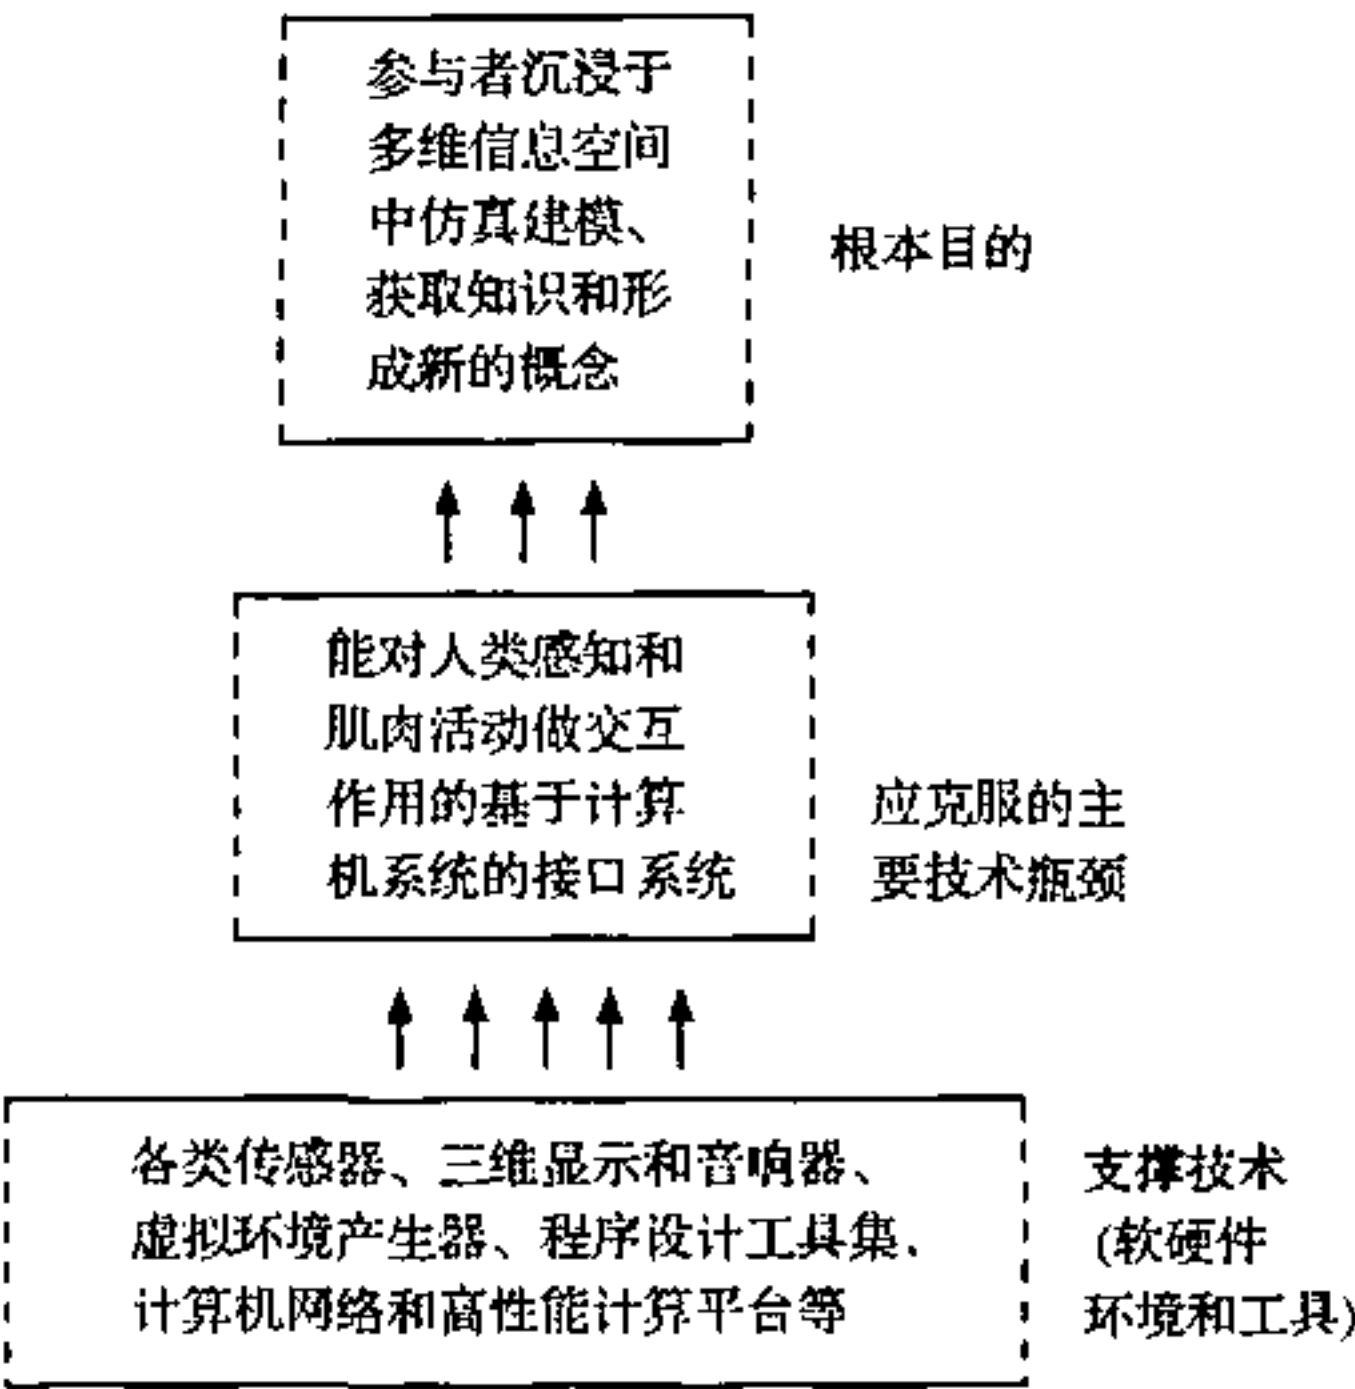 参与者沉浸于
多维信息空间
中仿真建模、
获取知识和形
成新的概念
根本目的
能对人类感知和
肌肉活动做交互
作用的基于计算
机系统的接口系统
应克服的主
要技术瓶颈
各类传感器、三维显示和音响器、
虚拟环境产生器、程序设计工具集、
计算机网络和高性能计算平台等
支撑技术
(软硬件
环境和工具)